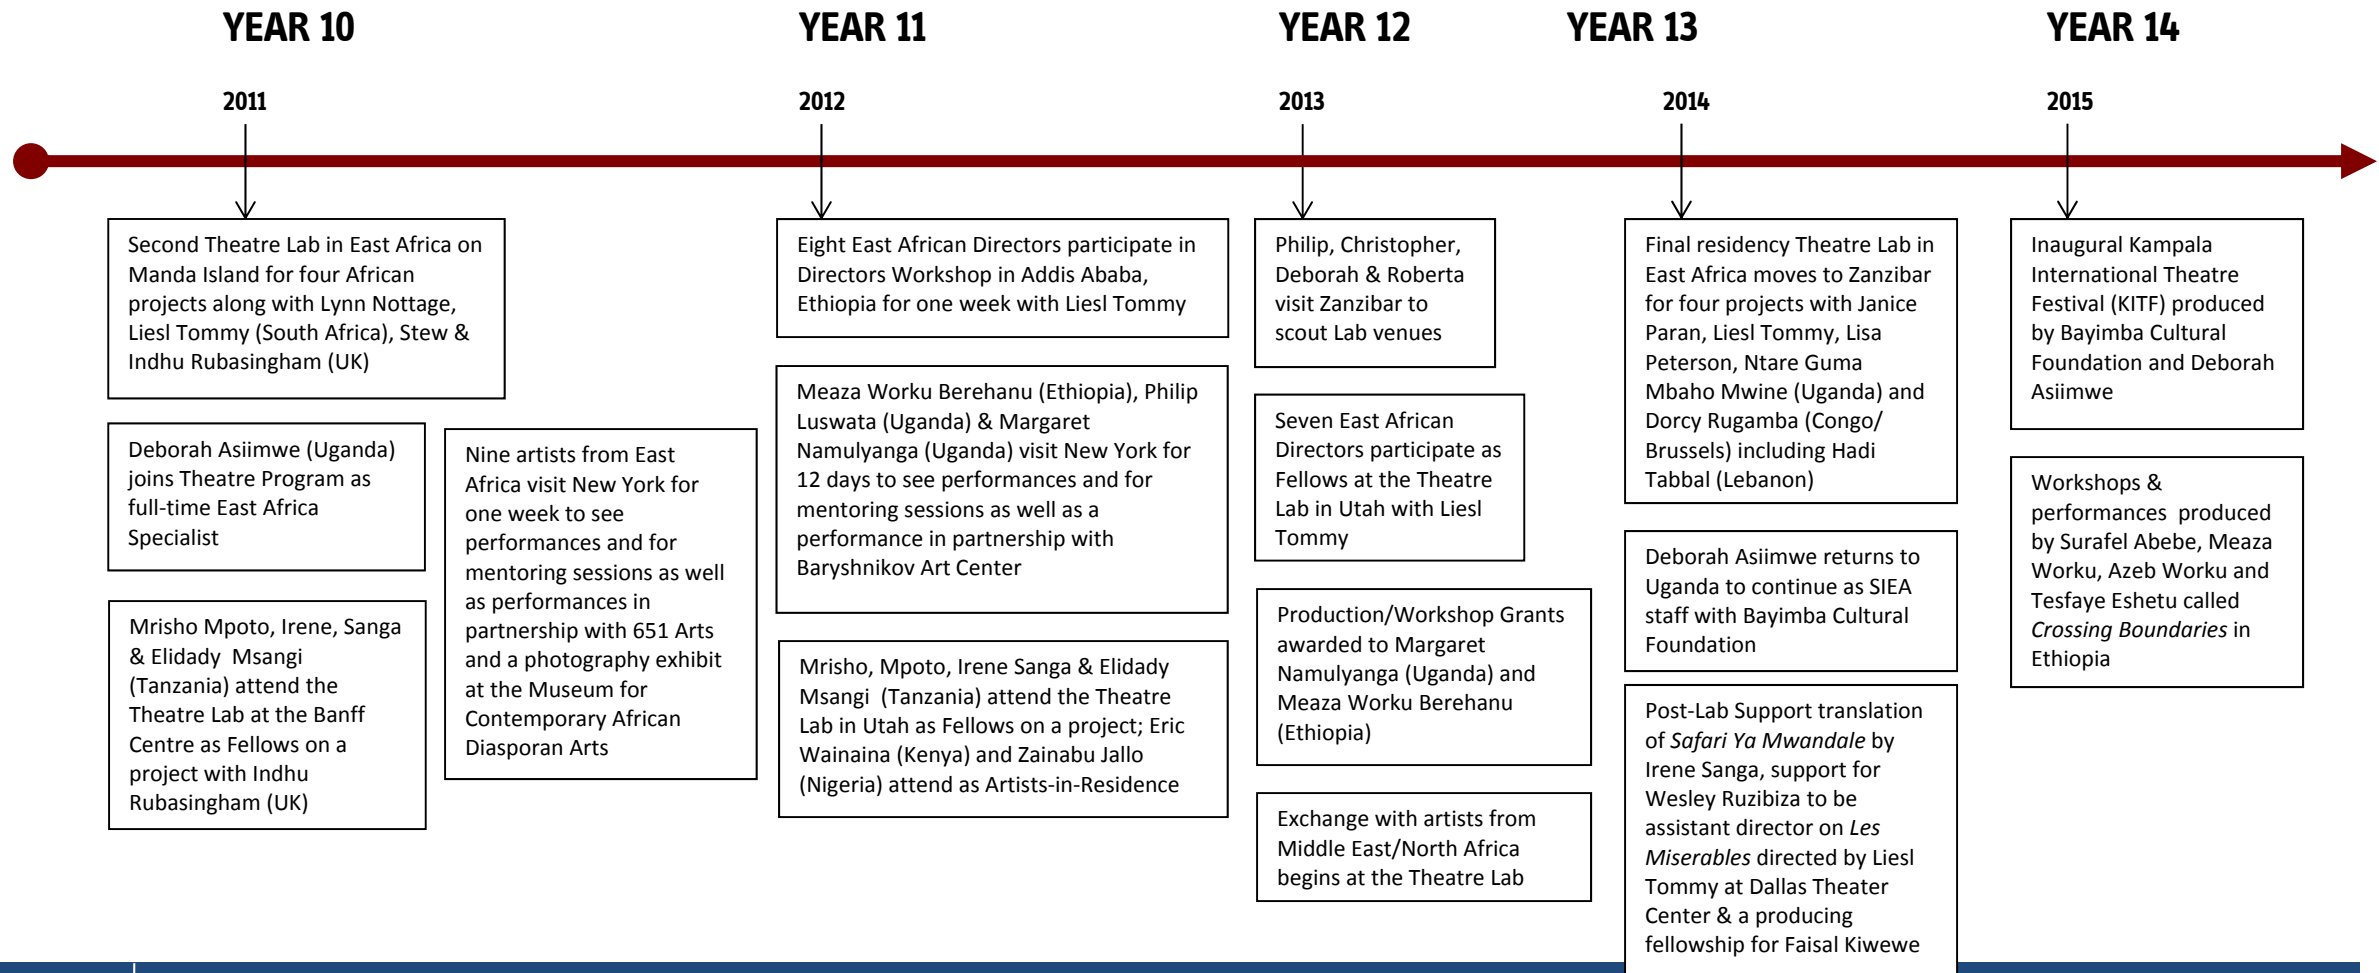 YEAR 10
YEAR 11
YEAR 12
YEAR 13
YEAR 14
2011
2012
2013
2014
2015
Second Theatre Lab in East Africa on
Manda Island for four African
projects along with Lynn Nottage,
Liesl Tommy (South Africa), Stew &
Indhu Rubasingham (UK)
Deborah Asiimwe (Uganda)
joins Theatre Program as
full-time East Africa
Specialist
Mrisho Mpoto, Irene, Sanga
& Elidady Msangi
(Tanzania) attend the
Theatre Lab at the Banff
Centre as Fellows on a
project with Indhu
Rubasingham (UK)
Nine artists from East
Africa visit New York for
one week to see
performances and for
mentoring sessions as well
as performances in
partnership with 651 Arts
and a photography exhibit
at the Museum for
Contemporary African
Diasporan Arts
Eight East African Directors participate in
Directors Workshop in Addis Ababa,
Ethiopia for one week with Liesl Tommy
Meaza Worku Berehanu (Ethiopia), Philip
Luswata (Uganda) & Margaret
Namulyanga (Uganda) visit New York for
12 days to see performances and for
mentoring sessions as well as a
performance in partnership with
Baryshnikov Art Center
Mrisho, Mpoto, Irene Sanga & Elidady
Msangi (Tanzania) attend the Theatre
Lab in Utah as Fellows on a project; Eric
Wainaina (Kenya) and Zainabu Jallo
(Nigeria) attend as Artists-in-Residence
Philip, Christopher,
Deborah & Roberta
visit Zanzibar to
scout Lab venues
Seven East African
Directors participate as
Fellows at the Theatre
Lab in Utah with Liesl
Tommy
Production/Workshop Grants
awarded to Margaret
Namulyanga (Uganda) and
Meaza Worku Berehanu
(Ethiopia)
Exchange with artists from
Middle East/North Africa
begins at the Theatre Lab
Final residency Theatre Lab in
East Africa moves to Zanzibar
for four projects with Janice
Paran, Liesl Tommy, Lisa
Peterson, Ntare Guma
Mbaho Mwine (Uganda) and
Dorcy Rugamba (Congo/
Brussels) including Hadi
Tabbal (Lebanon)
Deborah Asiimwe returns to
Uganda to continue as SIEA
staff with Bayimba Cultural
Foundation
Post-Lab Support translation
of Safari Ya Mwandale by
Irene Sanga, support for
Wesley Ruzibiza to be
assistant director on Les
Miserables directed by Liesl
Tommy at Dallas Theater
Center & a producing
fellowship for Faisal Kiwewe
Inaugural Kampala
International Theatre
Festival (KITF) produced
by Bayimba Cultural
Foundation and Deborah
Asiimwe
Workshops &
performances produced
by Surafel Abebe, Meaza
Worku, Azeb Worku and
Tesfaye Eshetu called
Crossing Boundaries in
Ethiopia